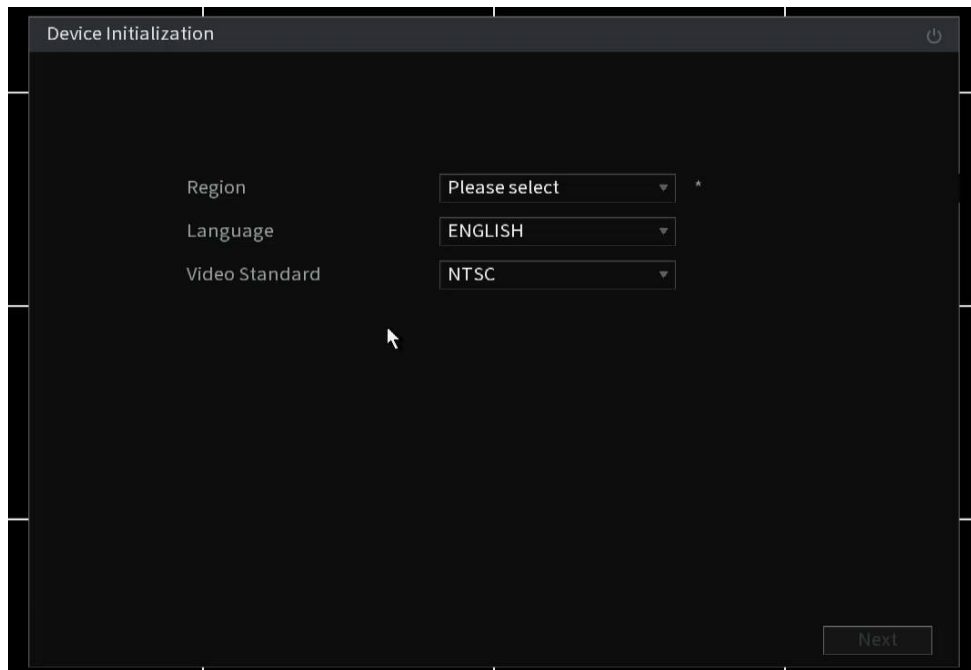 Device Initialization
Region Please select *
Language ENGLISH
Video Standard NTSC
Next